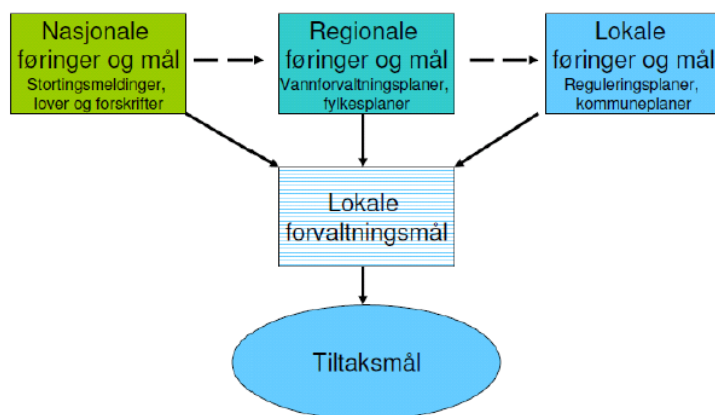 Nasjonale
føringer og mål
Stortingsmeldinger,
lover og forskrifter
Regionale
føringer og mål
Vannforvaltningsplaner,
fylkesplaner
Lokale
føringer og mål
Reguleringsplaner,
kommuneplaner
Lokale
forvaltningsmål
Tiltaksmål